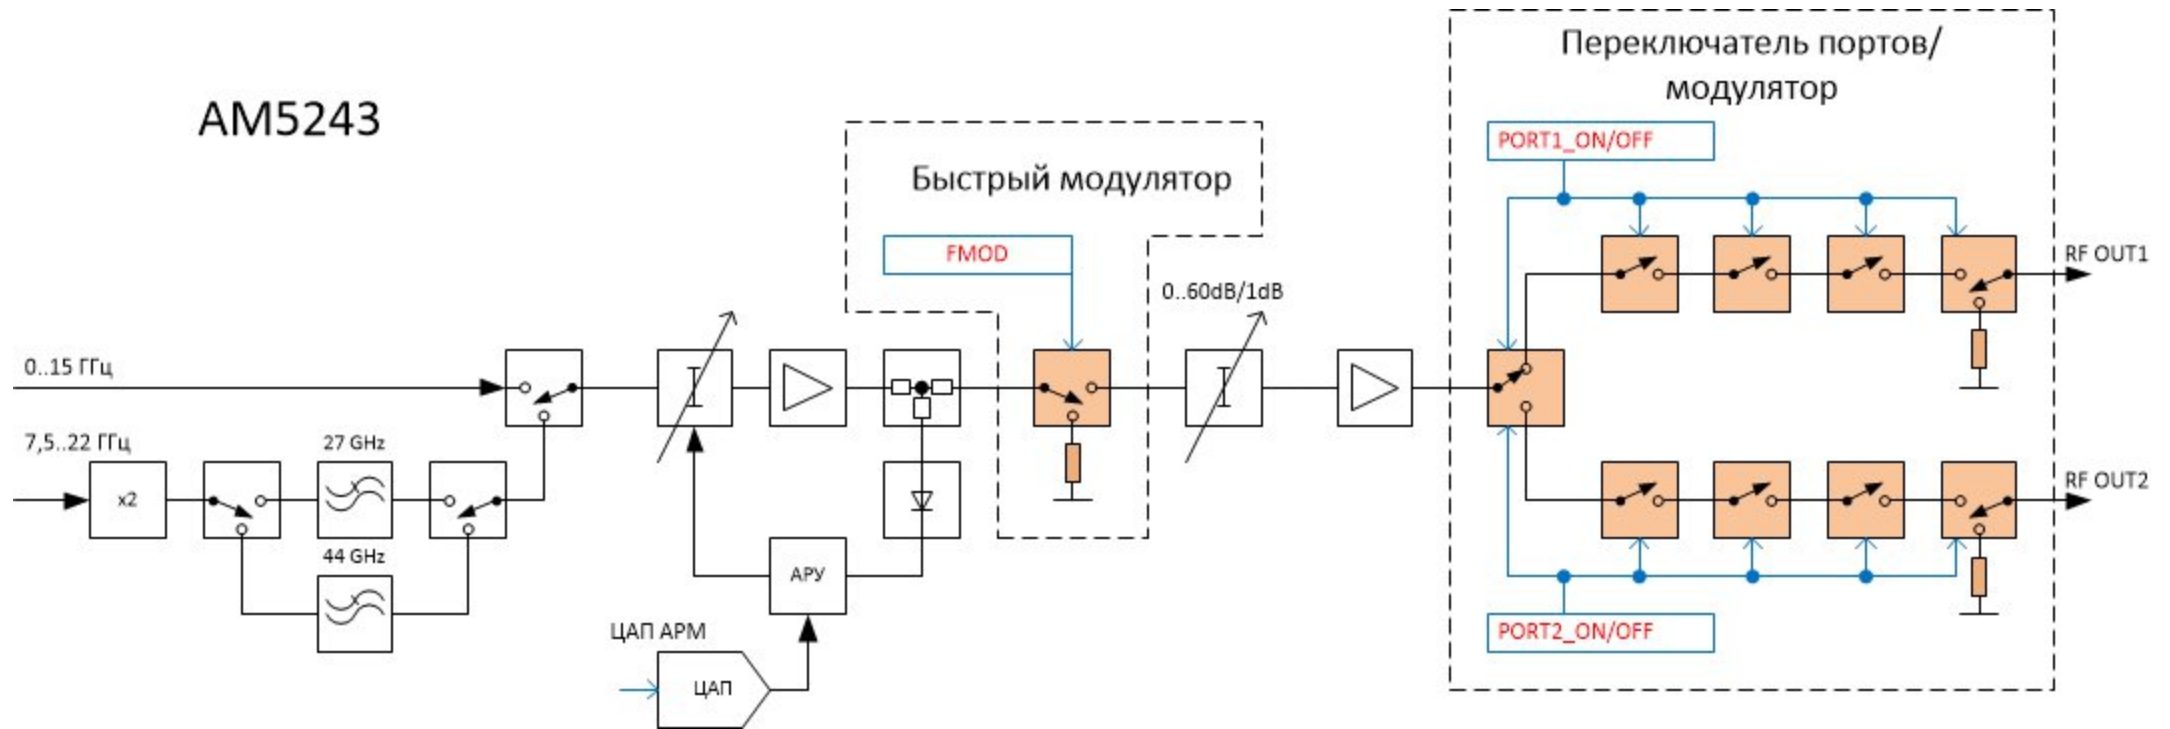 АМ5243
Переключатель портов/
модулятор
PORT1_ON/OFF
Быстрый модулятор
FMOD
RF OUT1
0..60dB/1dB
0..15 ГГц
7,5..22 ГГц
27 GHz
x2
RF OUT2
44 GHz
АРУ
ЦАП АРМ
PORT2_ON/OFF
ЦАП